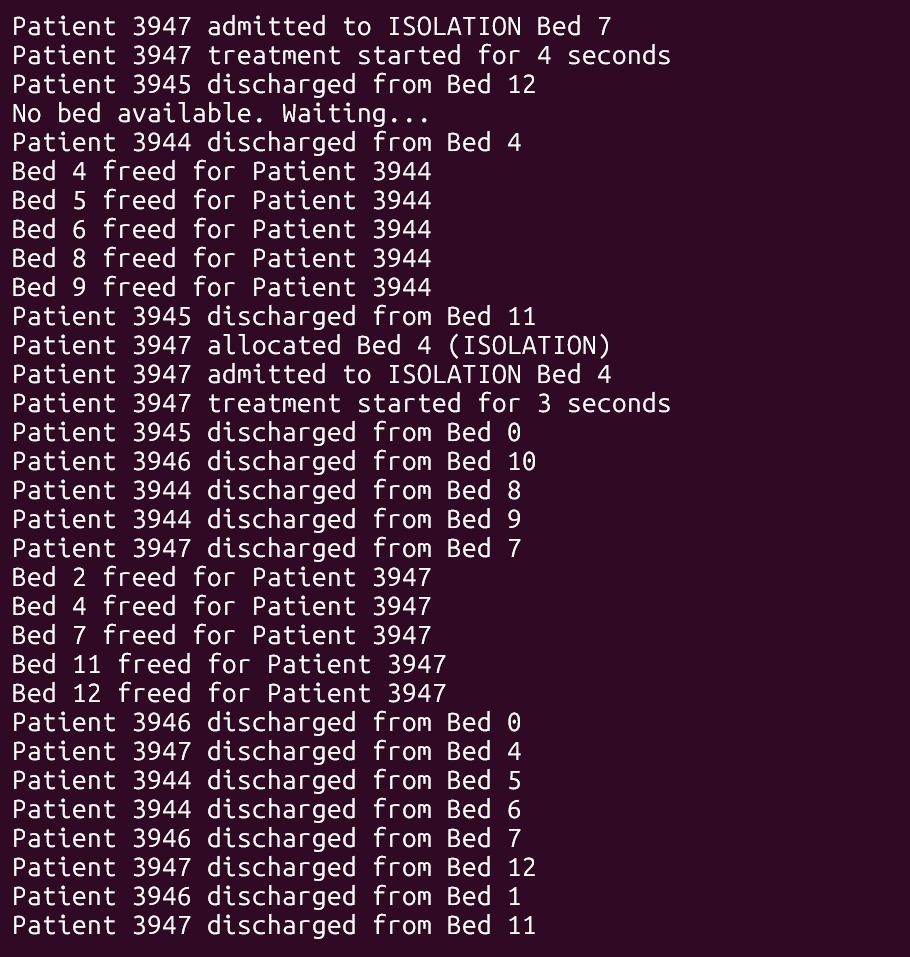 Patient 3947 admitted to ISOLATION Bed 7
Patient 3947 treatment started for 4 seconds
Patient 3945 discharged from Bed 12
No bed available. Waiting...
Patient 3944 discharged from Bed 4
Bed 4 freed for Patient 3944
Bed 5 freed for Patient 3944
Bed 6 freed for Patient 3944
Bed 8 freed for Patient 3944
Bed 9 freed for Patient 3944
Patient 3945 discharged from Bed 11
Patient 3947 allocated Bed 4 (ISOLATION)
Patient 3947 admitted to ISOLATION Bed 4
Patient 3947 treatment started for 3 seconds
Patient 3945 discharged from Bed 0
Patient 3946 discharged from Bed 10
Patient 3944 discharged from Bed 8
Patient 3944 discharged from Bed 9
Patient 3947 discharged from Bed 7
Bed 2 freed for Patient 3947
Bed 4 freed for Patient 3947
Bed 7 freed for Patient 3947
Bed 11 freed for Patient 3947
Bed 12 freed for Patient 3947
Patient 3946 discharged from Bed 0
Patient 3947 discharged from Bed 4
Patient 3944 discharged from Bed 5
Patient 3944 discharged from Bed 6
Patient 3946 discharged from Bed 7
Patient 3947 discharged from Bed 12
Patient 3946 discharged from Bed 1
Patient 3947 discharged from Bed 11